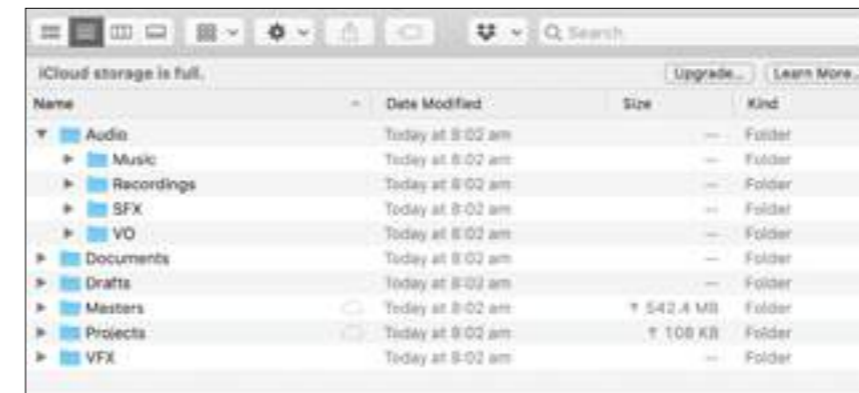 Search
iCloud storage is full. Upgrade... Learn More...
Name Date Modified Size Kind
Audio Today at 8:02 am -- Folder
Music Today at 8:02 am -- Folder
Recordings Today at 8:02 am -- Folder
SFX Today at 8:02 am -- Folder
VO Today at 8:02 am -- Folder
Documents Today at 8:02 am -- Folder
Drafts Today at 8:02 am -- Folder
Masters Today at 8:02 am ↑ 542.4 MB Folder
Projects Today at 8:02 am ↑ 108 KB Folder
VFX Today at 8:02 am -- Folder